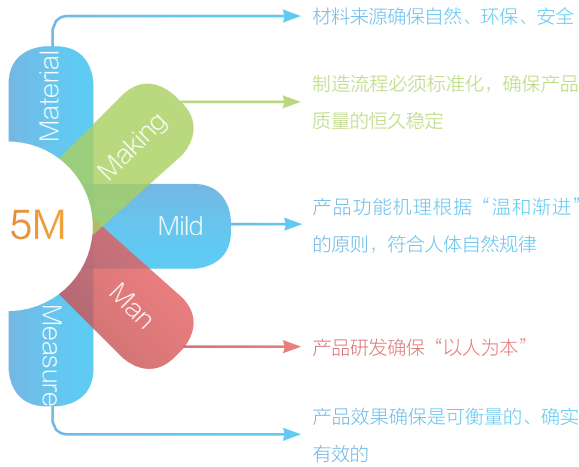 5M
Material
材料来源确保自然、环保、安全
Making
制造流程必须标准化，确保产品
质量的恒久稳定
Mild
产品功能机理根据“温和渐进”
的原则，符合人体自然规律
Man
产品研发确保“以人为本”
Measure
产品效果确保是可衡量的、确实
有效的